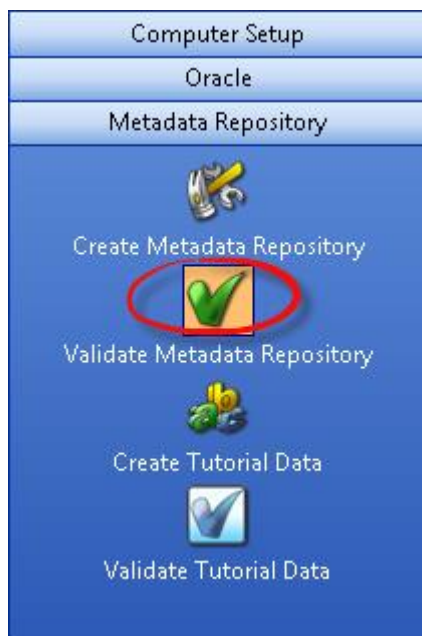 Computer Setup
Oracle
Metadata Repository
Create Metadata Repository
Validate Metadata Repository
Create Tutorial Data
Validate Tutorial Data